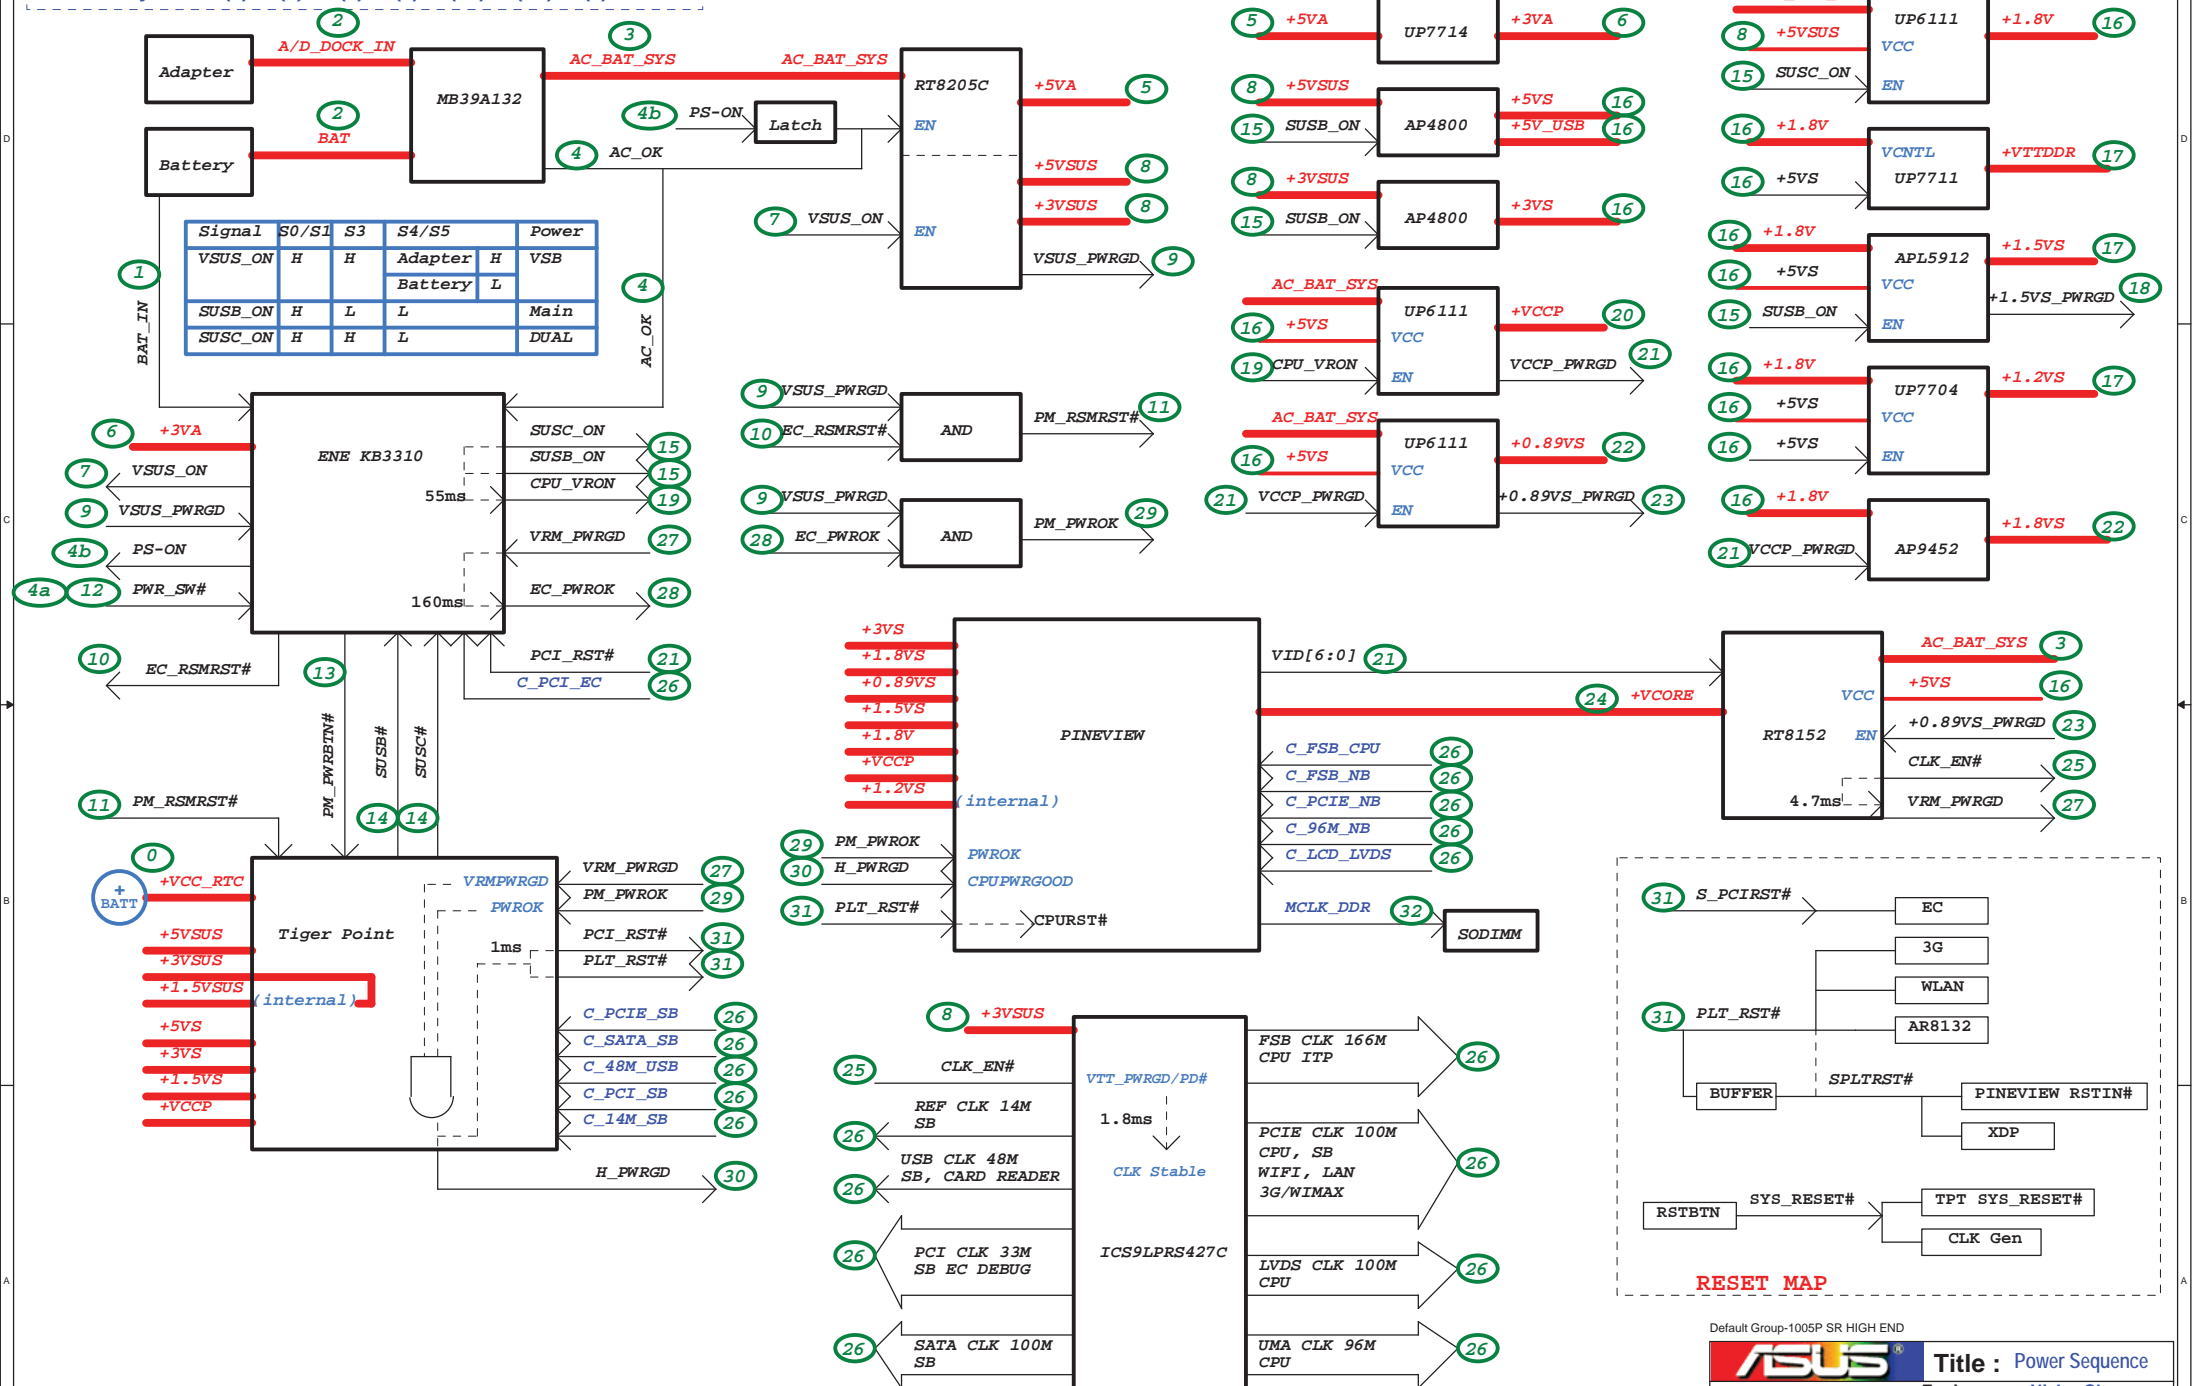 2
A/D_DOCK_IN
Adapter
2
BAT
Battery
MB39A132
3
AC_BAT_SYS
AC_BAT_SYS
4b
PS-ON
Latch
4
AC_OK
RT8205C
EN
EN
+5VA
5
+5VSUS
8
+3VSUS
8
7
VSUS_ON
VSUS_PWRGD
9
Signal S0/S1 S3 S4/S5 Power
VSUS_ON H H Adapter H VSB
Battery L
SUSB_ON H L L Main
SUSC_ON H H L DUAL
1
BAT_IN
4
AC_OK
5
+5VA
UP7714
+3VA
6
8
+5VSUS
15
SUSB_ON
AP4800
+5VS
16
+5V_USB
16
8
+3VSUS
15
SUSB_ON
AP4800
+3VS
16
AC_BAT_SYS
16
+5VS
19
CPU_VRON
UP6111
VCC
EN
+VCCP
20
VCCP_PWRGD
21
AC_BAT_SYS
16
+5VS
21
VCCP_PWRGD
UP6111
VCC
EN
+0.89VS
22
+0.89VS_PWRGD
23
8
+5VSUS
15
SUSC_ON
UP6111
VCC
EN
+1.8V
16
16
+1.8V
16
+5VS
VCNTL
UP7711
+VTTDDR
17
16
+1.8V
16
+5VS
15
SUSB_ON
APL5912
VCC
EN
+1.5VS
17
+1.5VS_PWRGD
18
16
+1.8V
16
+5VS
16
+5VS
UP7704
VCC
EN
+1.2VS
17
16
+1.8V
21
VCCP_PWRGD
AP9452
+1.8VS
22
9
VSUS_PWRGD
10
EC_RSMRST#
AND
PM_RSMRST#
11
9
VSUS_PWRGD
28
EC_PWROK
AND
PM_PWROK
29
ENE KB3310
6
+3VA
7
VSUS_ON
9
VSUS_PWRGD
4b
PS-ON
4a
12
PWR_SW#
55ms
160ms
SUSC_ON
15
SUSB_ON
15
CPU_VRON
19
VRM_PWRGD
27
EC_PWROK
28
PCI_RST#
21
C_PCI_EC
26
10
EC_RSMRST#
13
PM_PWRBTN#
SUSB#
SUSC#
14
14
11
PM_RSMRST#
0
+
BATT
+VCC_RTC
+5VSUS
+3VSUS
+1.5VSUS
(internal)
+5VS
+3VS
+1.5VS
+VCCP
Tiger Point
VRMPWRGD
PWROK
1ms
VRM_PWRGD
27
PM_PWROK
29
PCI_RST#
31
PLT_RST#
31
C_PCIE_SB
26
C_SATA_SB
26
C_48M_USB
26
C_PCI_SB
26
C_14M_SB
26
H_PWRGD
30
+3VS
+1.8VS
+0.89VS
+1.5VS
+1.8V
+VCCP
+1.2VS
(internal)
PINEVIEW
29
PM_PWROK
PWROK
30
H_PWRGD
CPUPWRGOOD
31
PLT_RST#
CPURST#
VID[6:0]
21
24
+VCORE
C_FSB_CPU
26
C_FSB_NB
26
C_PCIE_NB
26
C_96M_NB
26
C_LCD_LVDS
26
MCLK_DDR
32
SODIMM
RT8152
VCC
EN
4.7ms
AC_BAT_SYS
3
+5VS
16
+0.89VS_PWRGD
23
CLK_EN#
25
VRM_PWRGD
27
8
+3VSUS
25
CLK_EN#
REF CLK 14M
SB
26
USB CLK 48M
SB, CARD READER
26
PCI CLK 33M
SB EC DEBUG
26
SATA CLK 100M
SB
26
VTT_PWRGD/PD#
1.8ms
CLK Stable
ICS9LPRS427C
FSB CLK 166M
CPU ITP
26
PCIE CLK 100M
CPU, SB
WIFI, LAN
3G/WIMAX
26
LVDS CLK 100M
CPU
26
UMA CLK 96M
CPU
26
31
S_PCIRST#
EC
3G
WLAN
31
PLT_RST#
AR8132
BUFFER
SPLTRST#
PINEVIEW RSTIN#
XDP
RSTBTN
SYS_RESET#
TPT SYS_RESET#
CLK Gen
RESET MAP
Default Group-1005P SR HIGH END
ASUS ®
Title : Power Sequence
D
C
B
A
D
C
B
A